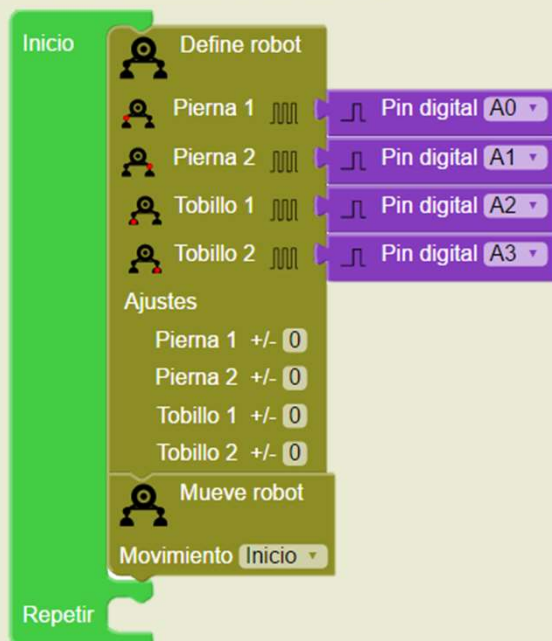 Inicio
Define robot
Pierna 1 Pin digital A0
Pierna 2 Pin digital A1
Tobillo 1 Pin digital A2
Tobillo 2 Pin digital A3
Ajustes
Pierna 1 +/- 0
Pierna 2 +/- 0
Tobillo 1 +/- 0
Tobillo 2 +/- 0
Mueve robot
Movimiento Inicio
Repetir